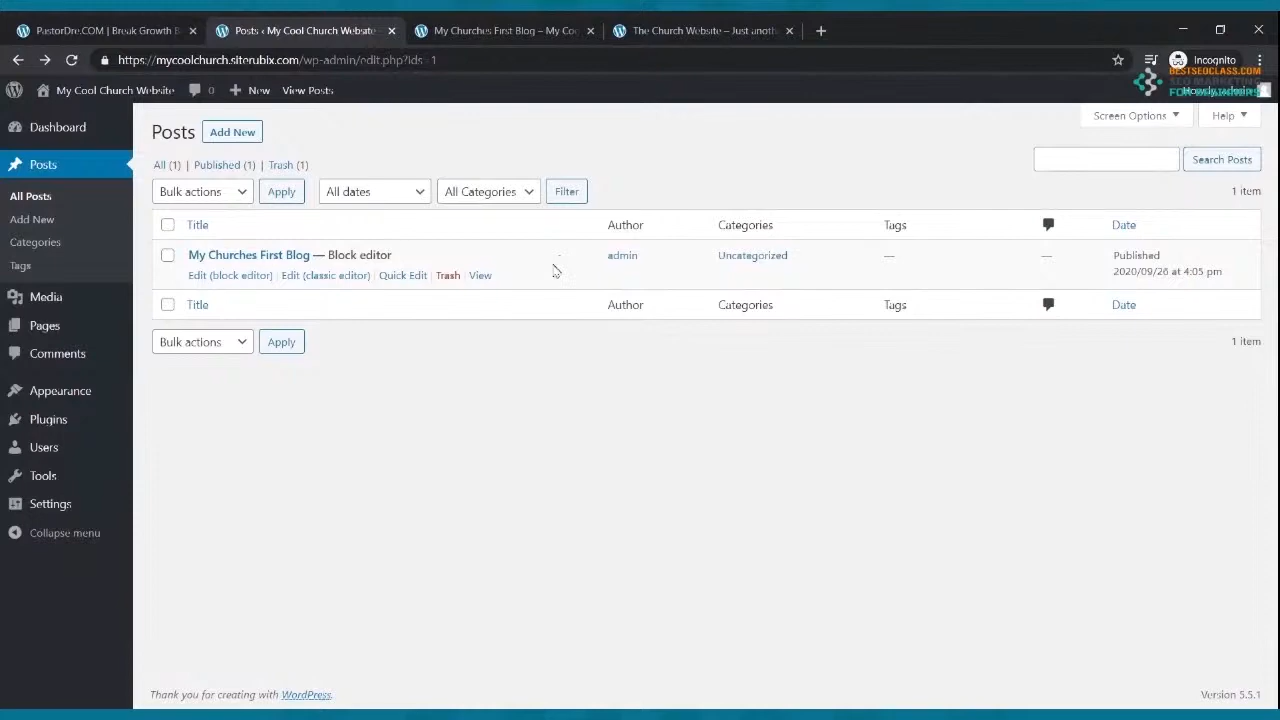 PastorDre.COM | Break Growth B
Posts ‹ My Cool Church Website
My Churches First Blog – My Co
The Church Website – Just anoth
https://mycoolchurch.siterubix.com/wp-admin/edit.php?ids=1
Incognito
BESTSEOCLASS.COM
SEO MARKETING
FOR BEGINNERS
My Cool Church Website 0 New View Posts
Screen Options Help
Dashboard
Posts
All Posts
Add New
Categories
Tags
Media
Pages
Comments
Appearance
Plugins
Users
Tools
Settings
Collapse menu
Posts Add New
All (1) | Published (1) | Trash (1)
Search Posts
Bulk actions Apply All dates All Categories Filter 1 item
Title Author Categories Tags Date
My Churches First Blog — Block editor - admin Uncategorized — — Published
Edit (block editor) | Edit (classic editor) | Quick Edit | Trash | View 2020/09/26 at 4:05 pm
Title Author Categories Tags Date
Bulk actions Apply 1 item
Thank you for creating with WordPress. Version 5.5.1